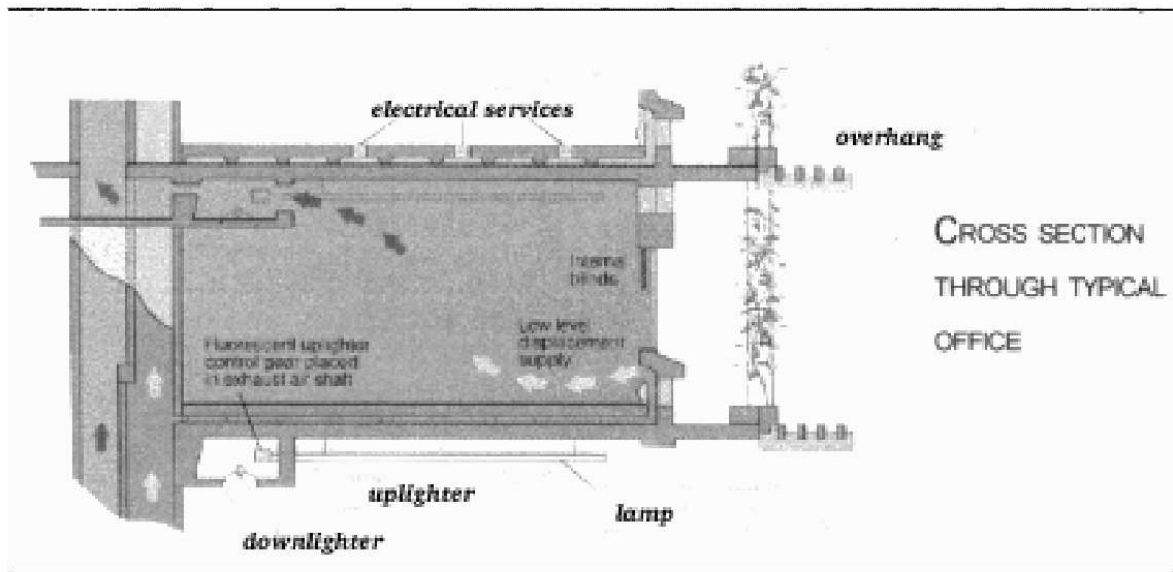 electrical services
overhang
CROSS SECTION
THROUGH TYPICAL
OFFICE
Internal
blinds
Low level
displacement
supply
Fluorescent uplighter
control gear placed
in exhaust air shaft
uplighter
lamp
downlighter